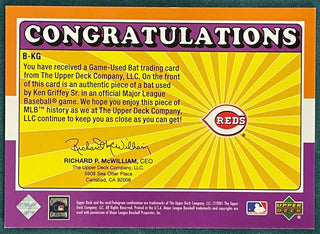 CONGRATULATIONS
B-KG
You have received a Game-Used Bat trading card
from The Upper Deck Company, LLC. On the front
of this card is an authentic piece of a bat used
by Ken Griffey Sr. in an official Major League
Baseball® game. We hope you enjoy this piece of
MLB™ history as we at The Upper Deck Company,
LLC continue to keep you as close as you can get!
REDS
Richard P. McWilliam
RICHARD P. McWILLIAM, CEO
The Upper Deck Company, LLC.
5909 Sea Otter Place
Carlsbad, CA 92008
UPPER
DECK